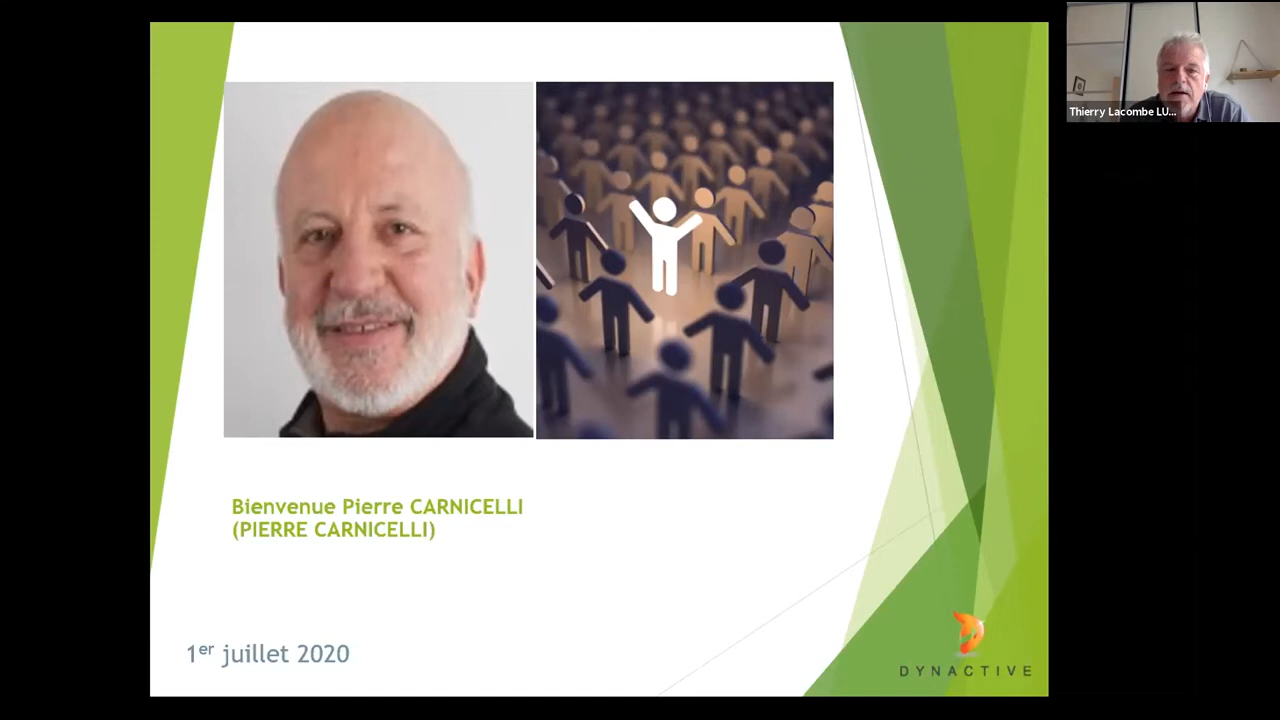 Thierry Lacombe LU...
Bienvenue Pierre CARNICELLI
(PIERRE CARNICELLI)
1er juillet 2020
DYNACTIVE